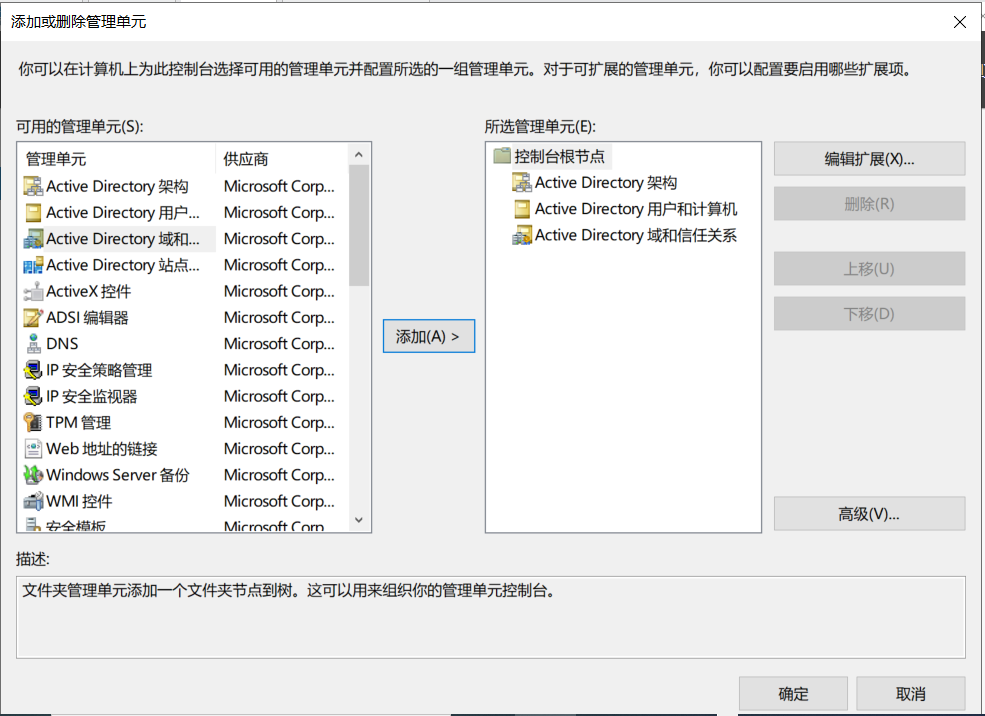 添加或删除管理单元
你可以在计算机上为此控制台选择可用的管理单元并配置所选的一组管理单元。对于可扩展的管理单元，你可以配置要启用哪些扩展项。
可用的管理单元(S):
管理单元 供应商
Active Directory 架构 Microsoft Corp...
Active Directory 用户... Microsoft Corp...
Active Directory 域和... Microsoft Corp...
Active Directory 站点... Microsoft Corp...
ActiveX 控件 Microsoft Corp...
ADSI 编辑器 Microsoft Corp...
DNS Microsoft Corp...
IP 安全策略管理 Microsoft Corp...
IP 安全监视器 Microsoft Corp...
TPM 管理 Microsoft Corp...
Web 地址的链接 Microsoft Corp...
Windows Server 备份 Microsoft Corp...
WMI 控件 Microsoft Corp...
安全模板 Microsoft Corp
添加(A) >
所选管理单元(E):
控制台根节点
Active Directory 架构
Active Directory 用户和计算机
Active Directory 域和信任关系
编辑扩展(X)...
删除(R)
上移(U)
下移(D)
高级(V)...
描述:
文件夹管理单元添加一个文件夹节点到树。这可以用来组织你的管理单元控制台。
确定
取消